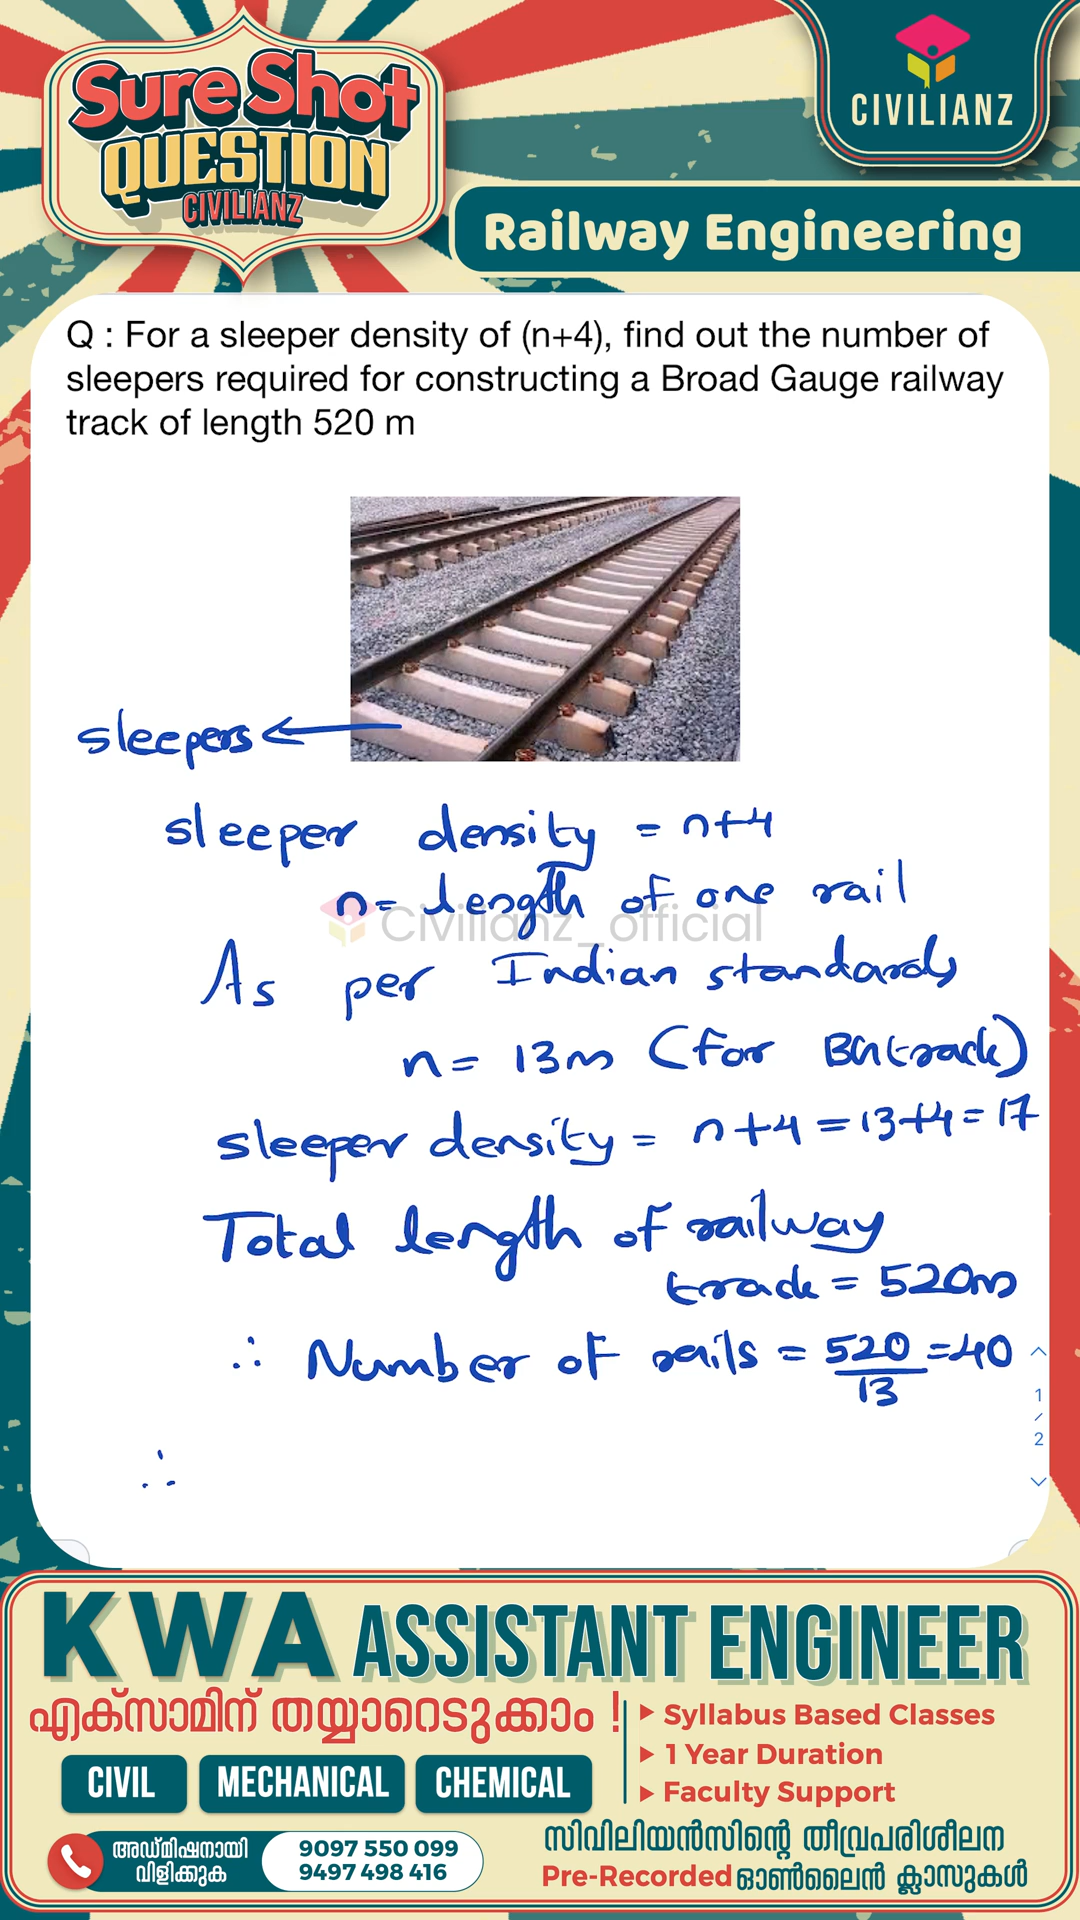 Sure Shot
QUESTION
CIVILIANZ
CIVILIANZ
Railway Engineering
Q : For a sleeper density of (n+4), find out the number of
sleepers required for constructing a Broad Gauge railway
track of length 520 m
sleepers
sleeper density = n+4
n = length of one rail
Civilianz_official
As per Indian standards
n = 13m (for BG track)
sleeper density = n+4 = 13+4 = 17
Total length of railway
track = 520m
∴ Number of rails = 520/13 = 40
∴
1
/
2
KWA ASSISTANT ENGINEER
എക്സാമിന് തയ്യാറെടുക്കാം !
Syllabus Based Classes
1 Year Duration
Faculty Support
CIVIL MECHANICAL CHEMICAL
അഡ്മിഷനായി
വിളിക്കുക
9097 550 099
9497 498 416
സിവിലിയൻസിന്റെ തീവ്രപരിശീലന
Pre-Recorded ഓൺലൈൻ ക്ലാസുകൾ